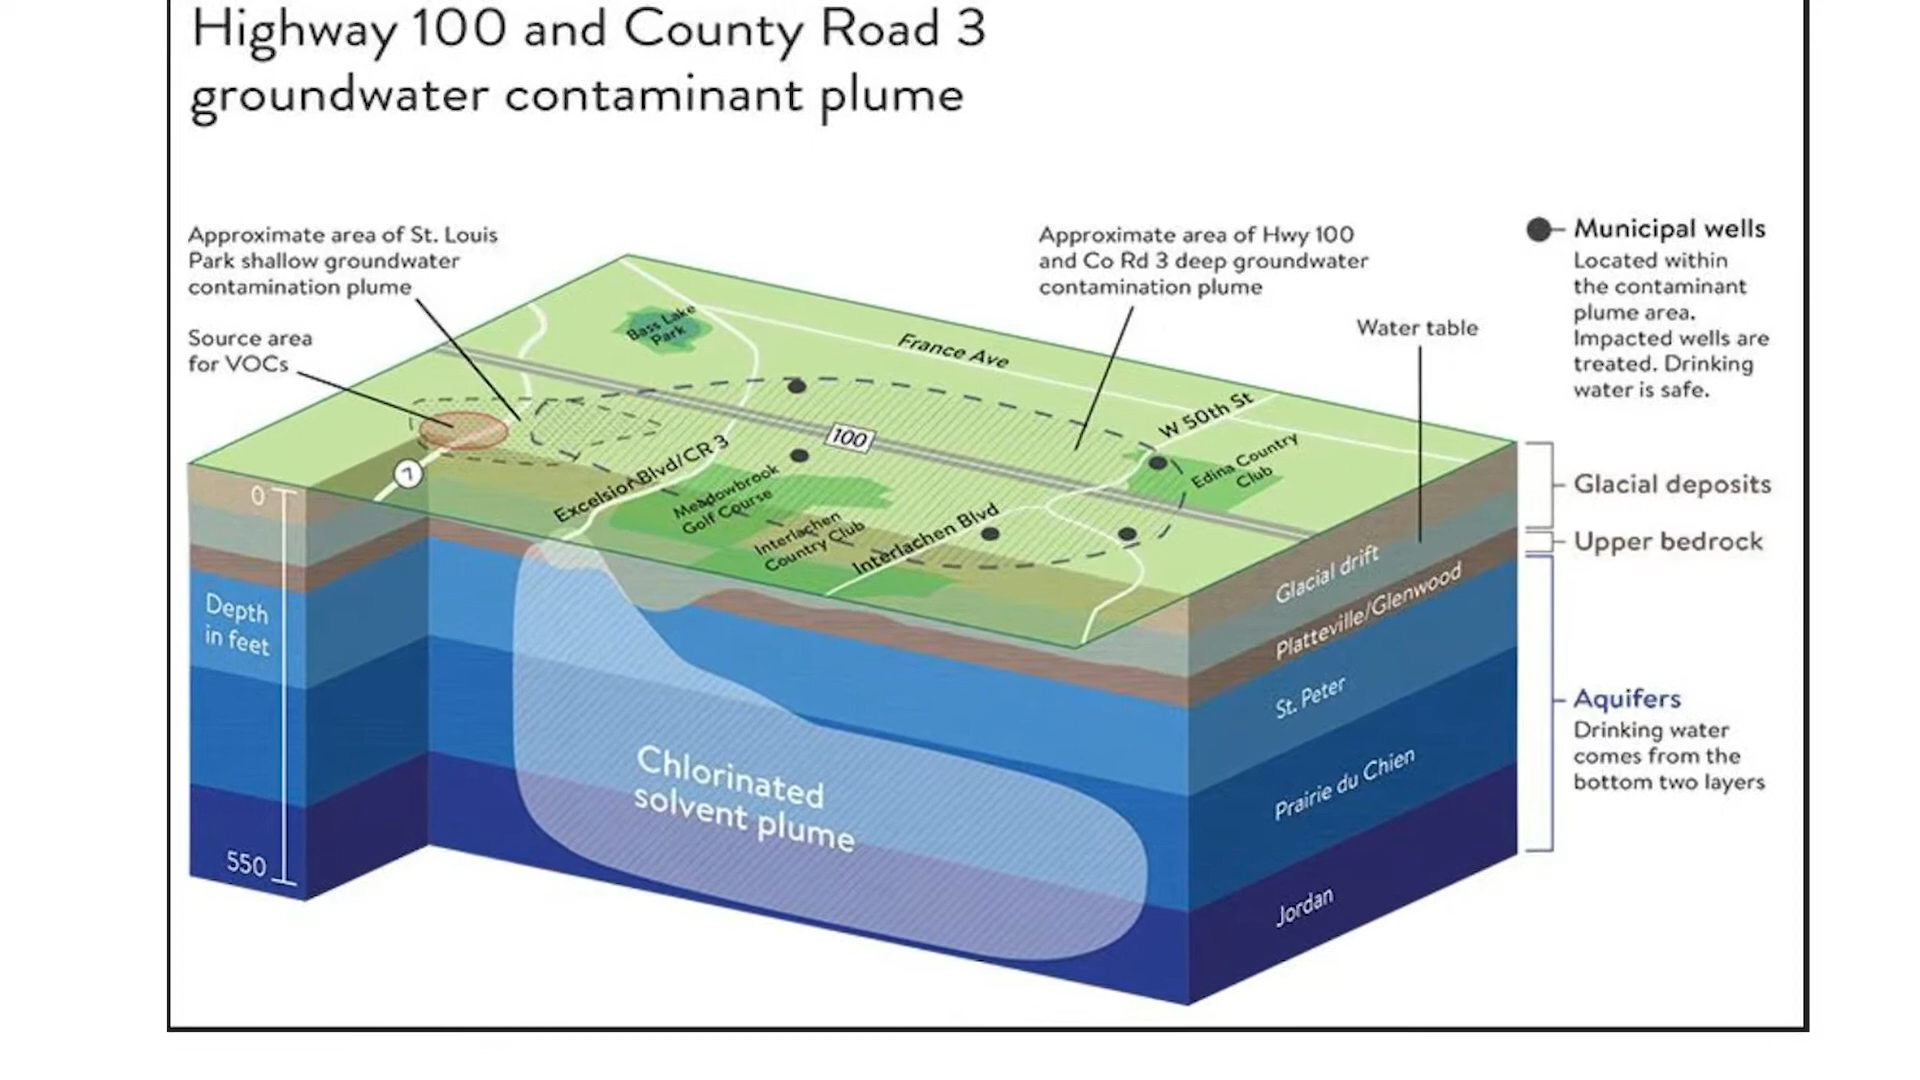 Highway 100 and County Road 3
groundwater contaminant plume
Approximate area of St. Louis
Park shallow groundwater
contamination plume
Source area
for VOCs
Approximate area of Hwy 100
and Co Rd 3 deep groundwater
contamination plume
Water table
Municipal wells
Located within
the contaminant
plume area.
Impacted wells are
treated. Drinking
water is safe.
Bass Lake
Park
France Ave
W 50th St
100
Edina Country
Club
7
Excelsior Blvd/CR 3
Meadowbrook
Golf Course
Interlachen
Country Club
Interlachen Blvd
0
Depth
in feet
550
Chlorinated
solvent plume
Glacial drift
Platteville/Glenwood
St. Peter
Prairie du Chien
Jordan
Glacial deposits
Upper bedrock
Aquifers
Drinking water
comes from the
bottom two layers